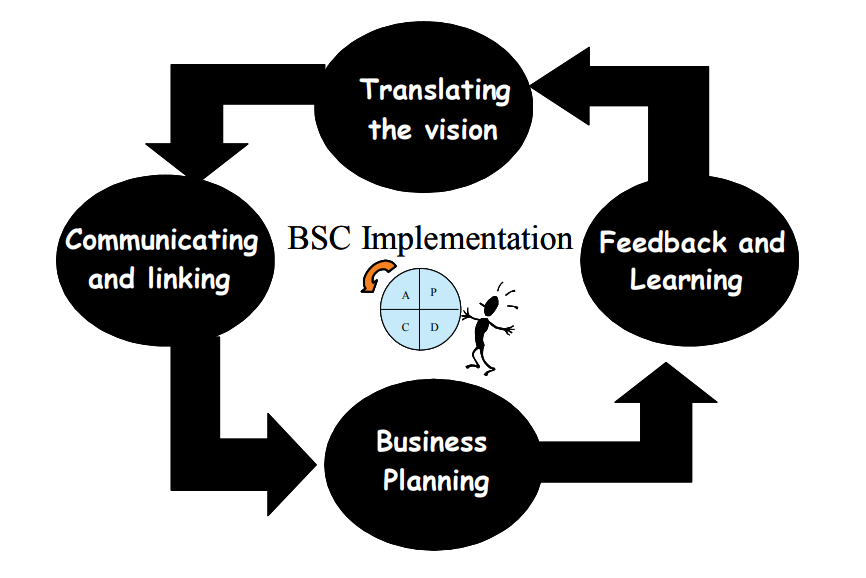 Translating
the vision
Communicating
and linking
BSC Implementation
Feedback and
Learning
A P
C D
Business
Planning